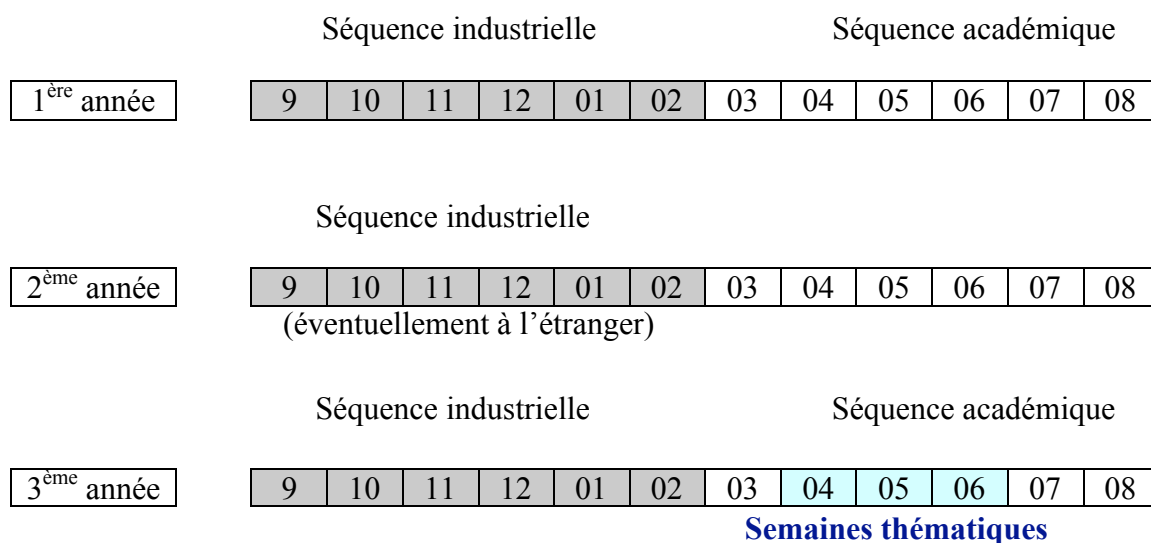 Séquence industrielle Séquence académique
1ère année 9 10 11 12 01 02 03 04 05 06 07 08
Séquence industrielle
2ème année 9 10 11 12 01 02 03 04 05 06 07 08
(éventuellement à l’étranger)
Séquence industrielle Séquence académique
3ème année 9 10 11 12 01 02 03 04 05 06 07 08
Semaines thématiques